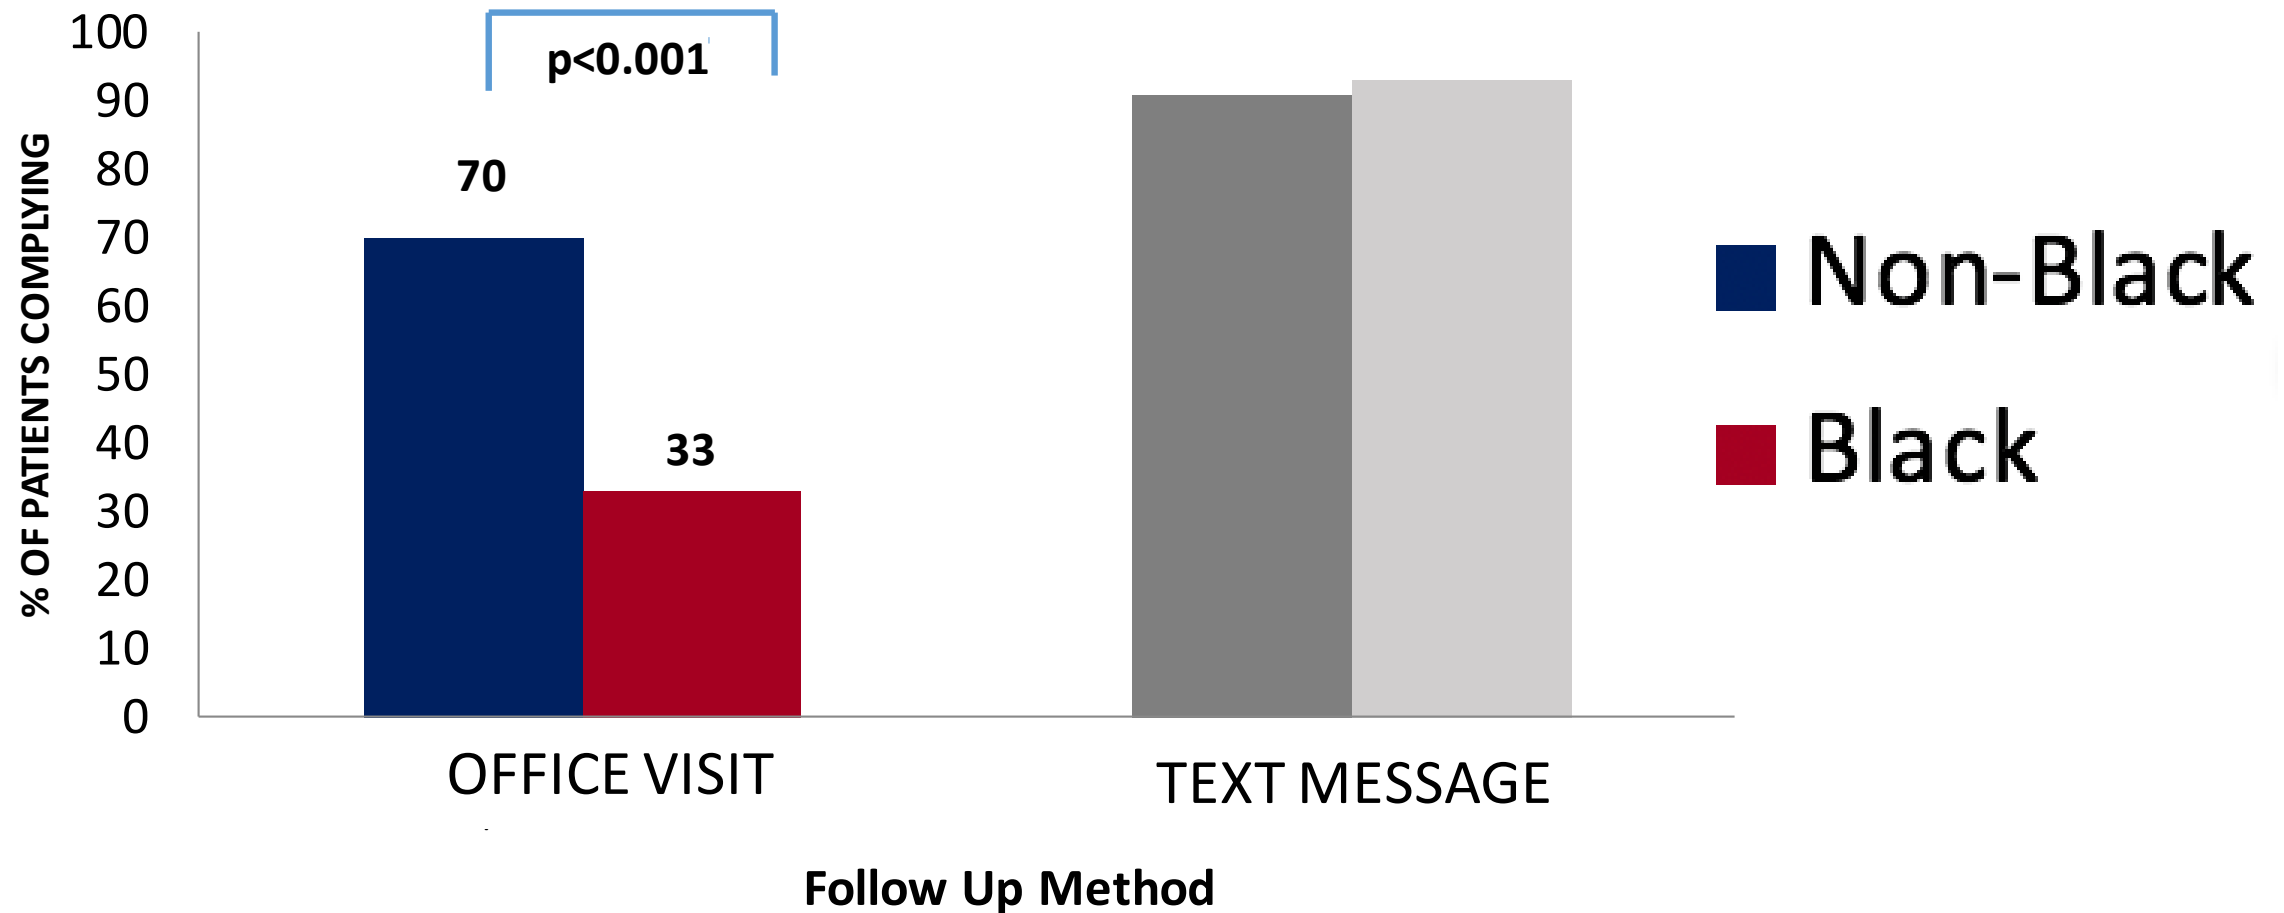 100
90
80
70
60
50
40
30
20
10
0
% OF PATIENTS COMPLYING
p<0.001
70
33
OFFICE VISIT
TEXT MESSAGE
Follow Up Method
Non-Black
Black